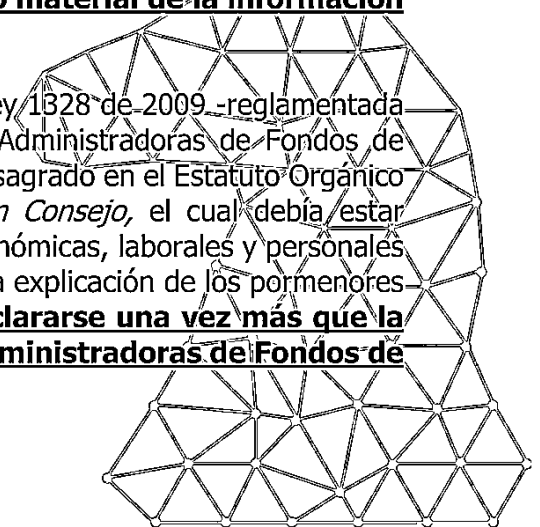 o material de la información
ey 1328 de 2009 -reglamentada
Administradoras de Fondos de
sagrado en el Estatuto Orgánico
n Consejo, el cual debía estar
nómicas, laborales y personales
a explicación de los pormenores
clararse una vez más que la
dministradoras de Fondos de